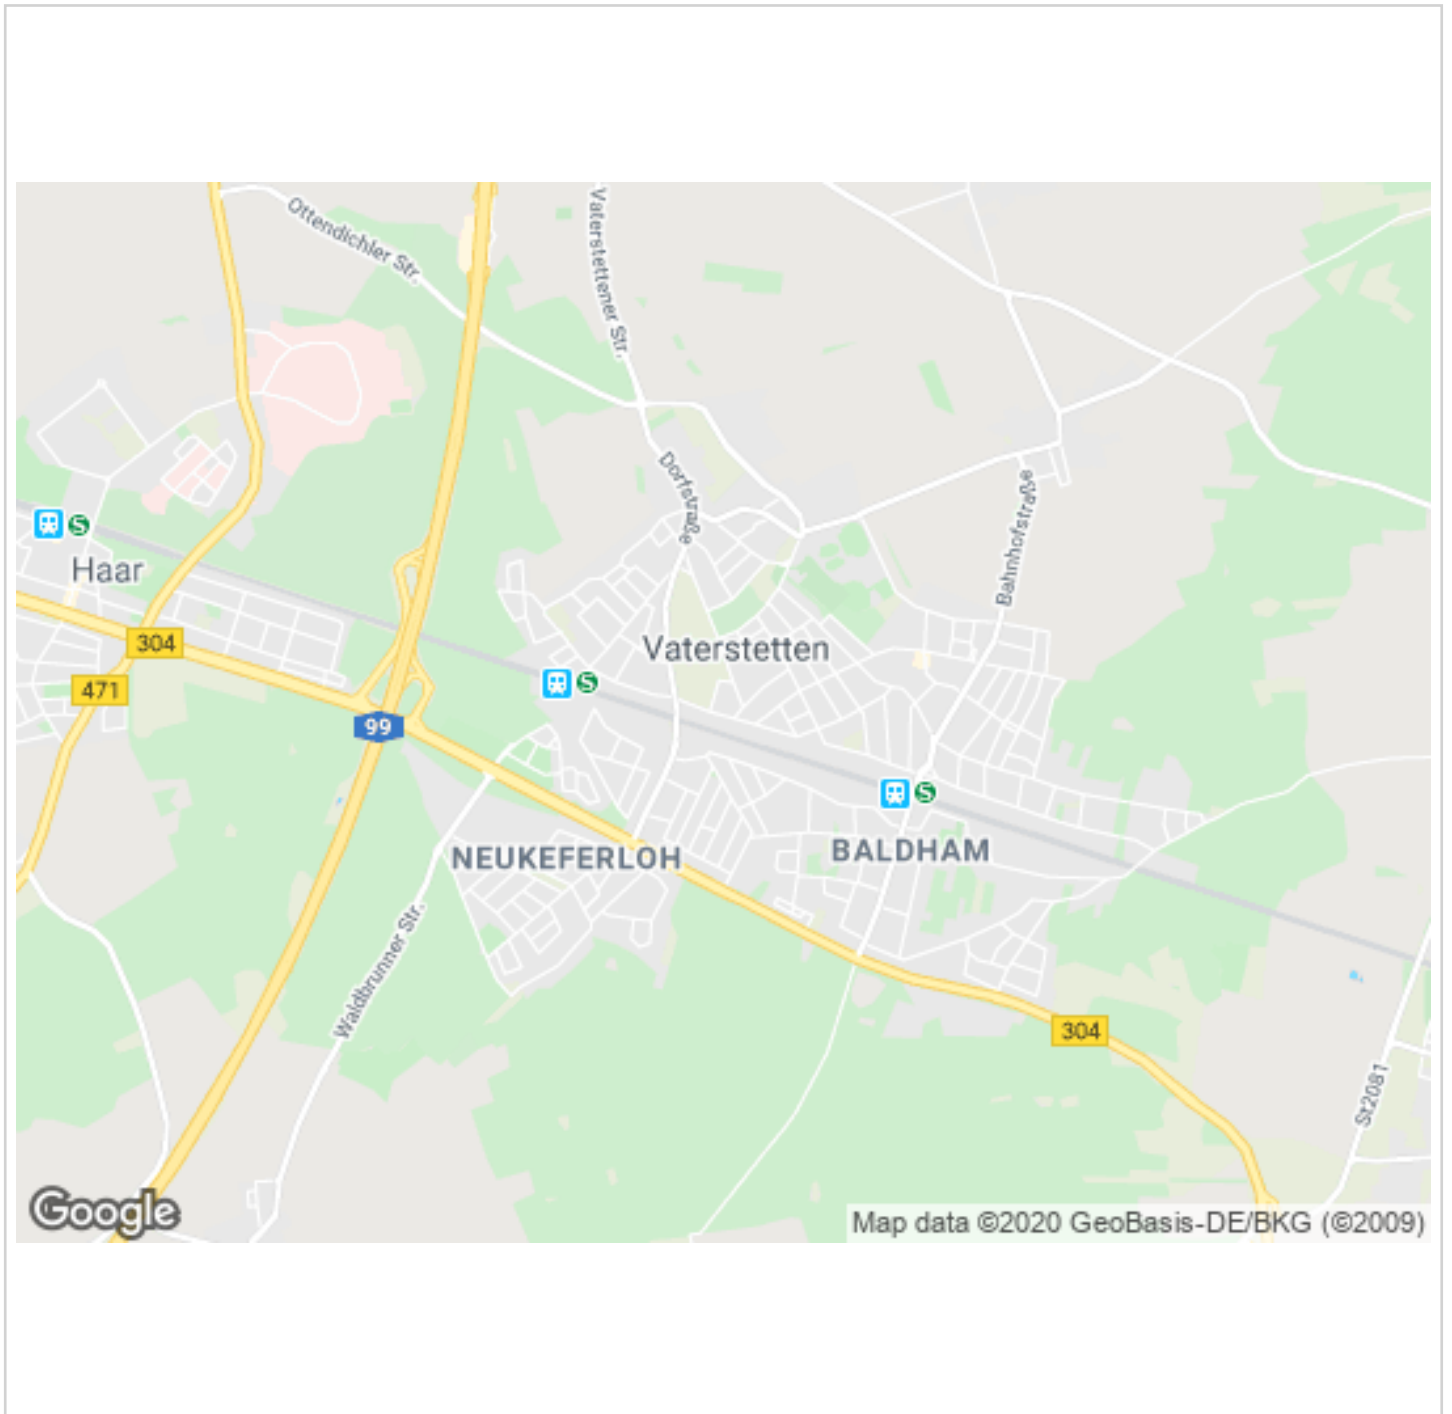 Ottendichler Str.
Vaterstettener Str.
Dorfstraße
Bahnhofstraße
S
Haar
304
Vaterstetten
S
471
99
S
NEUKEFERLOH
BALDHAM
Waldbrunner Str.
304
St2081
Google
Map data ©2020 GeoBasis-DE/BKG (©2009)